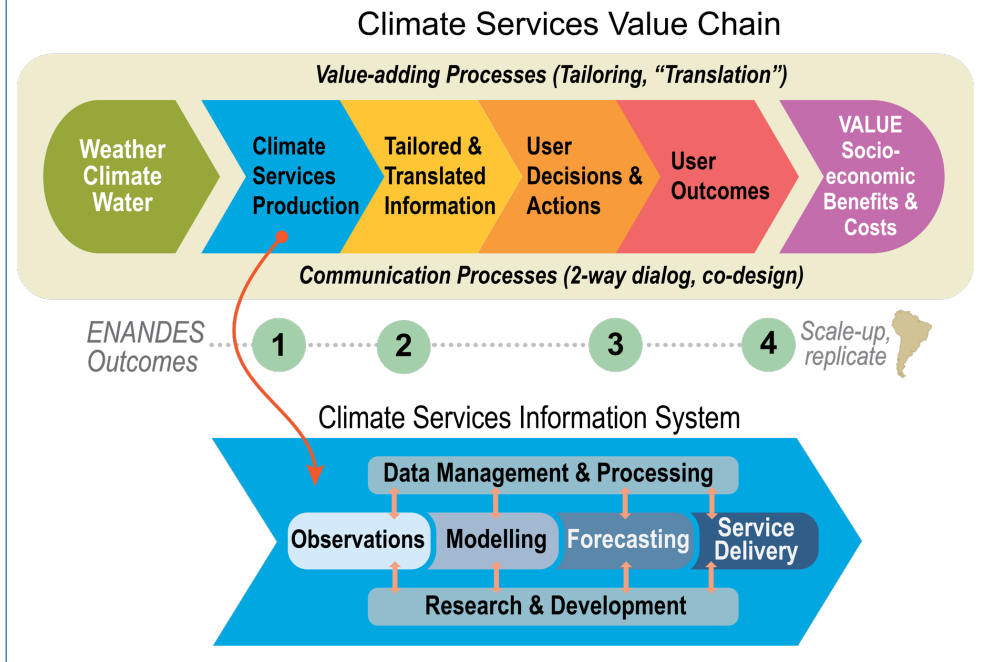 Climate Services Value Chain
Value-adding Processes (Tailoring, “Translation”)
Weather
Climate
Water
Climate
Services
Production
Tailored &
Translated
Information
User
Decisions &
Actions
User
Outcomes
VALUE
Socio-
economic
Benefits &
Costs
Communication Processes (2-way dialog, co-design)
ENANDES
Outcomes
1
2
3
4
Scale-up,
replicate
Climate Services Information System
Data Management & Processing
Observations
Modelling
Forecasting
Service
Delivery
Research & Development